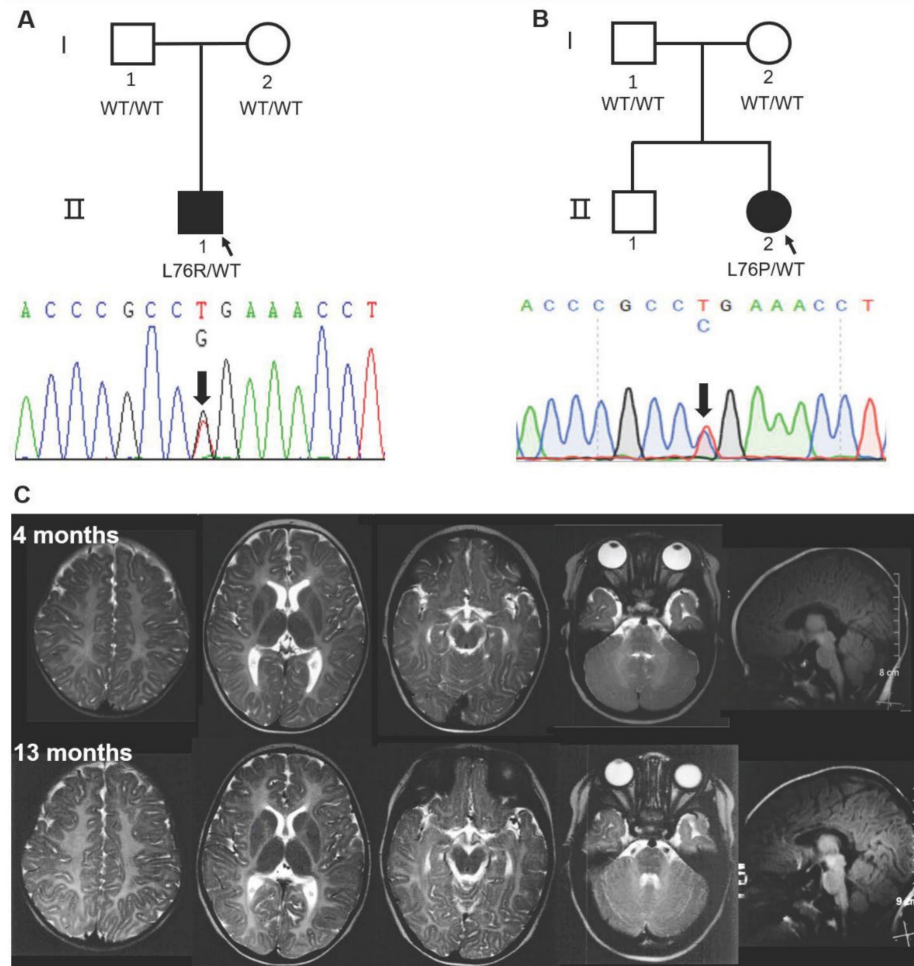 A
I
1
2
WT/WT
WT/WT
II
1
L76R/WT
A C C C G C C T G A A A C C T
G
B
I
1
2
WT/WT
WT/WT
II
1
2
L76P/WT
A C C C G C C T G A A A C C T
C
C
4 months
8 cm
13 months
9 cm